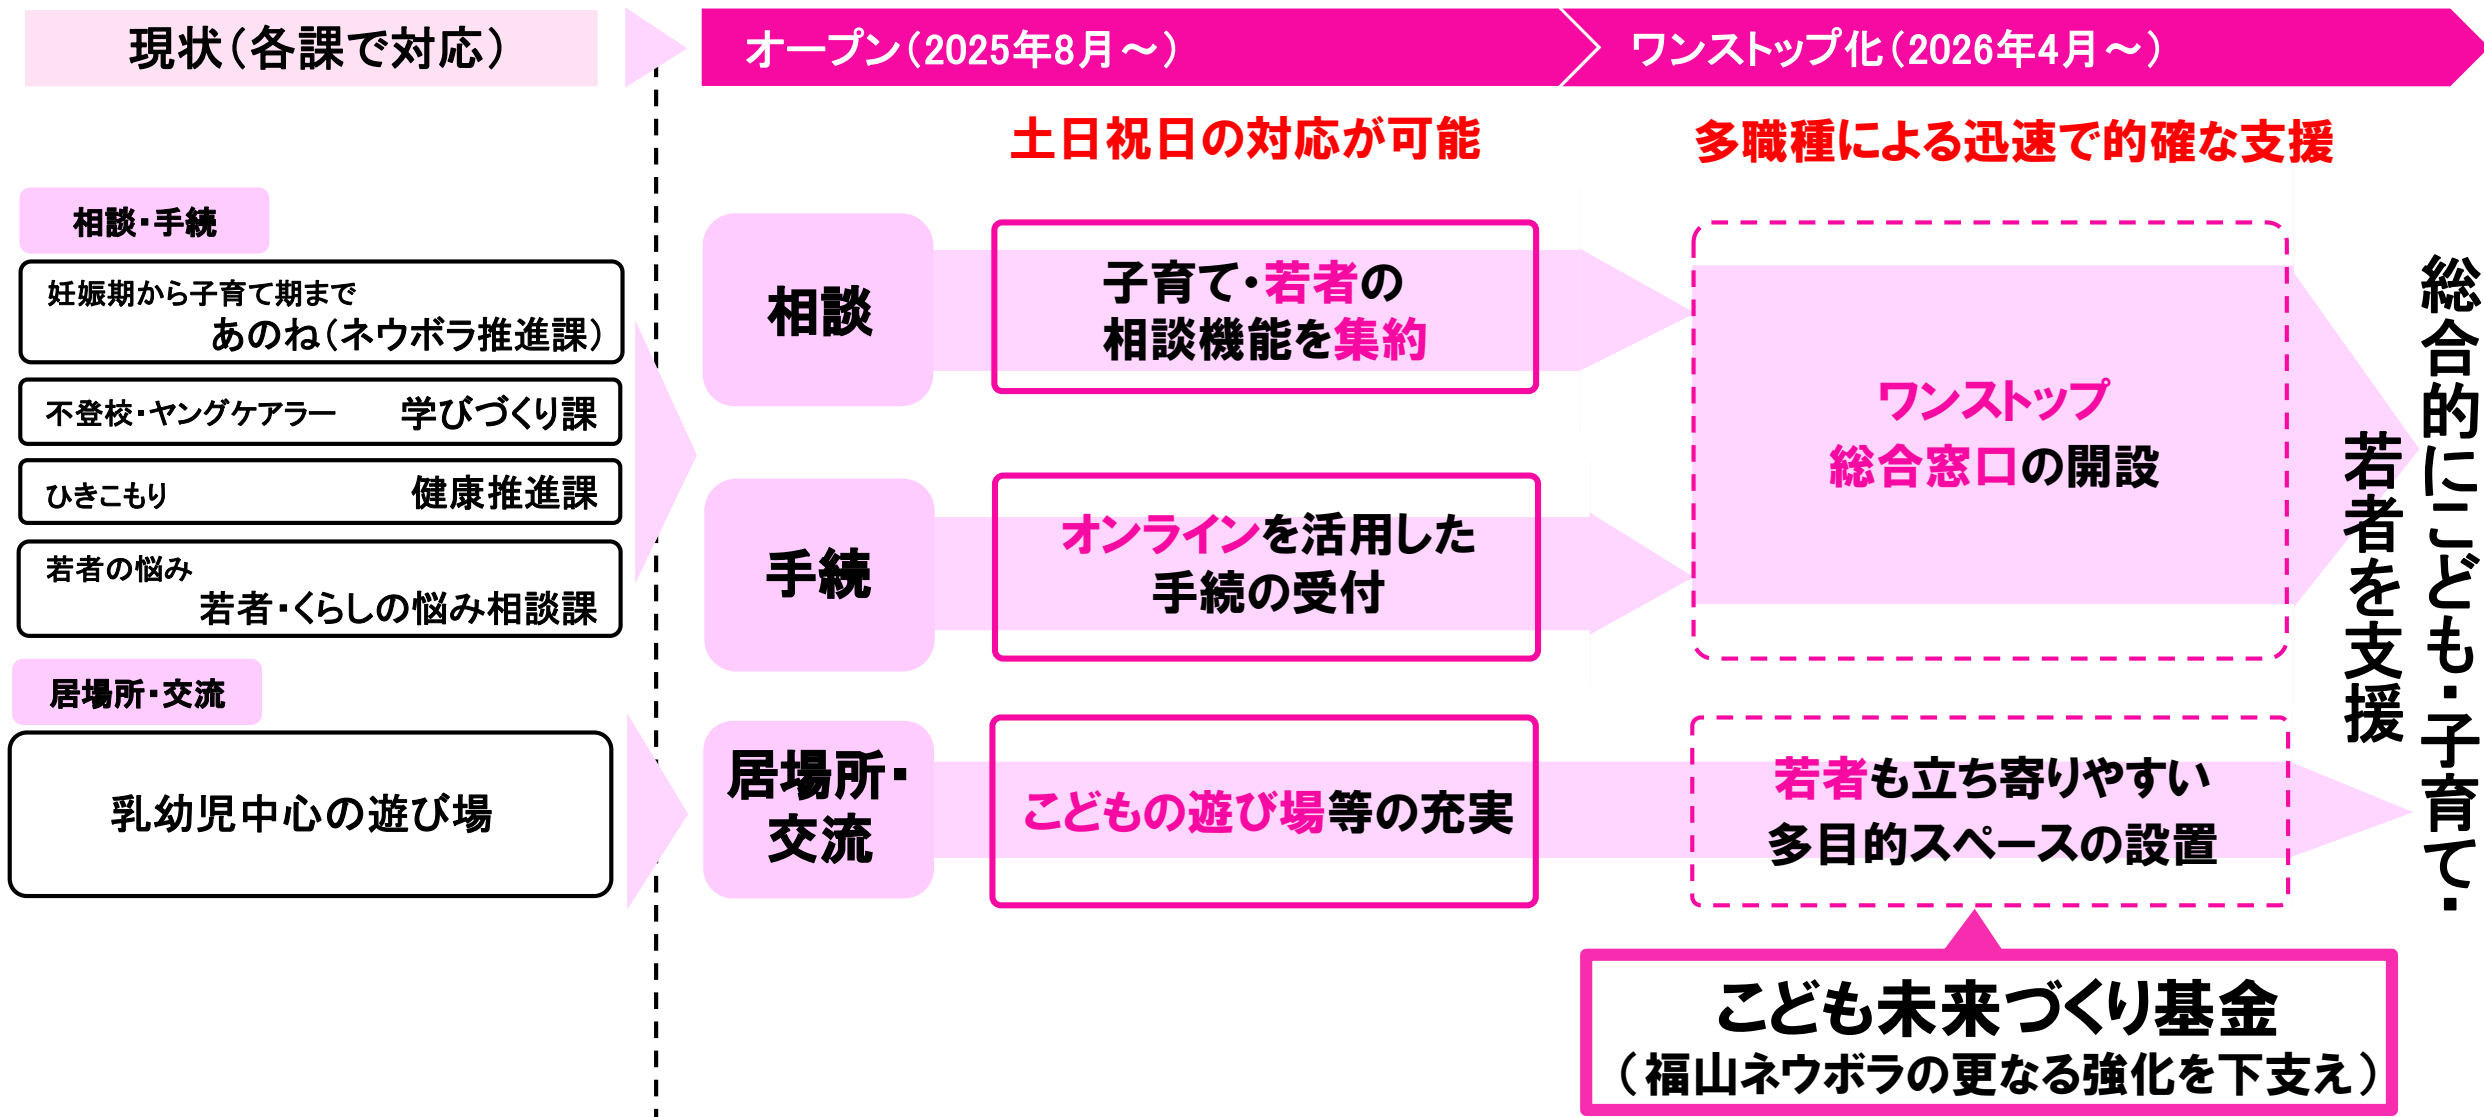 現状（各課で対応）
オープン（2025年8月～）
ワンストップ化（2026年4月～）
土日祝日の対応が可能
多職種による迅速で的確な支援
相談・手続
妊娠期から子育て期まで
あのね（ネウボラ推進課）
不登校・ヤングケアラー　学びづくり課
ひきこもり　健康推進課
若者の悩み
若者・くらしの悩み相談課
居場所・交流
乳幼児中心の遊び場
相談
子育て・若者の
相談機能を集約
手続
オンラインを活用した
手続の受付
居場所・
交流
こどもの遊び場等の充実
ワンストップ
総合窓口の開設
若者も立ち寄りやすい
多目的スペースの設置
総合的にこども・子育て・
若者を支援
こども未来づくり基金
（福山ネウボラの更なる強化を下支え）